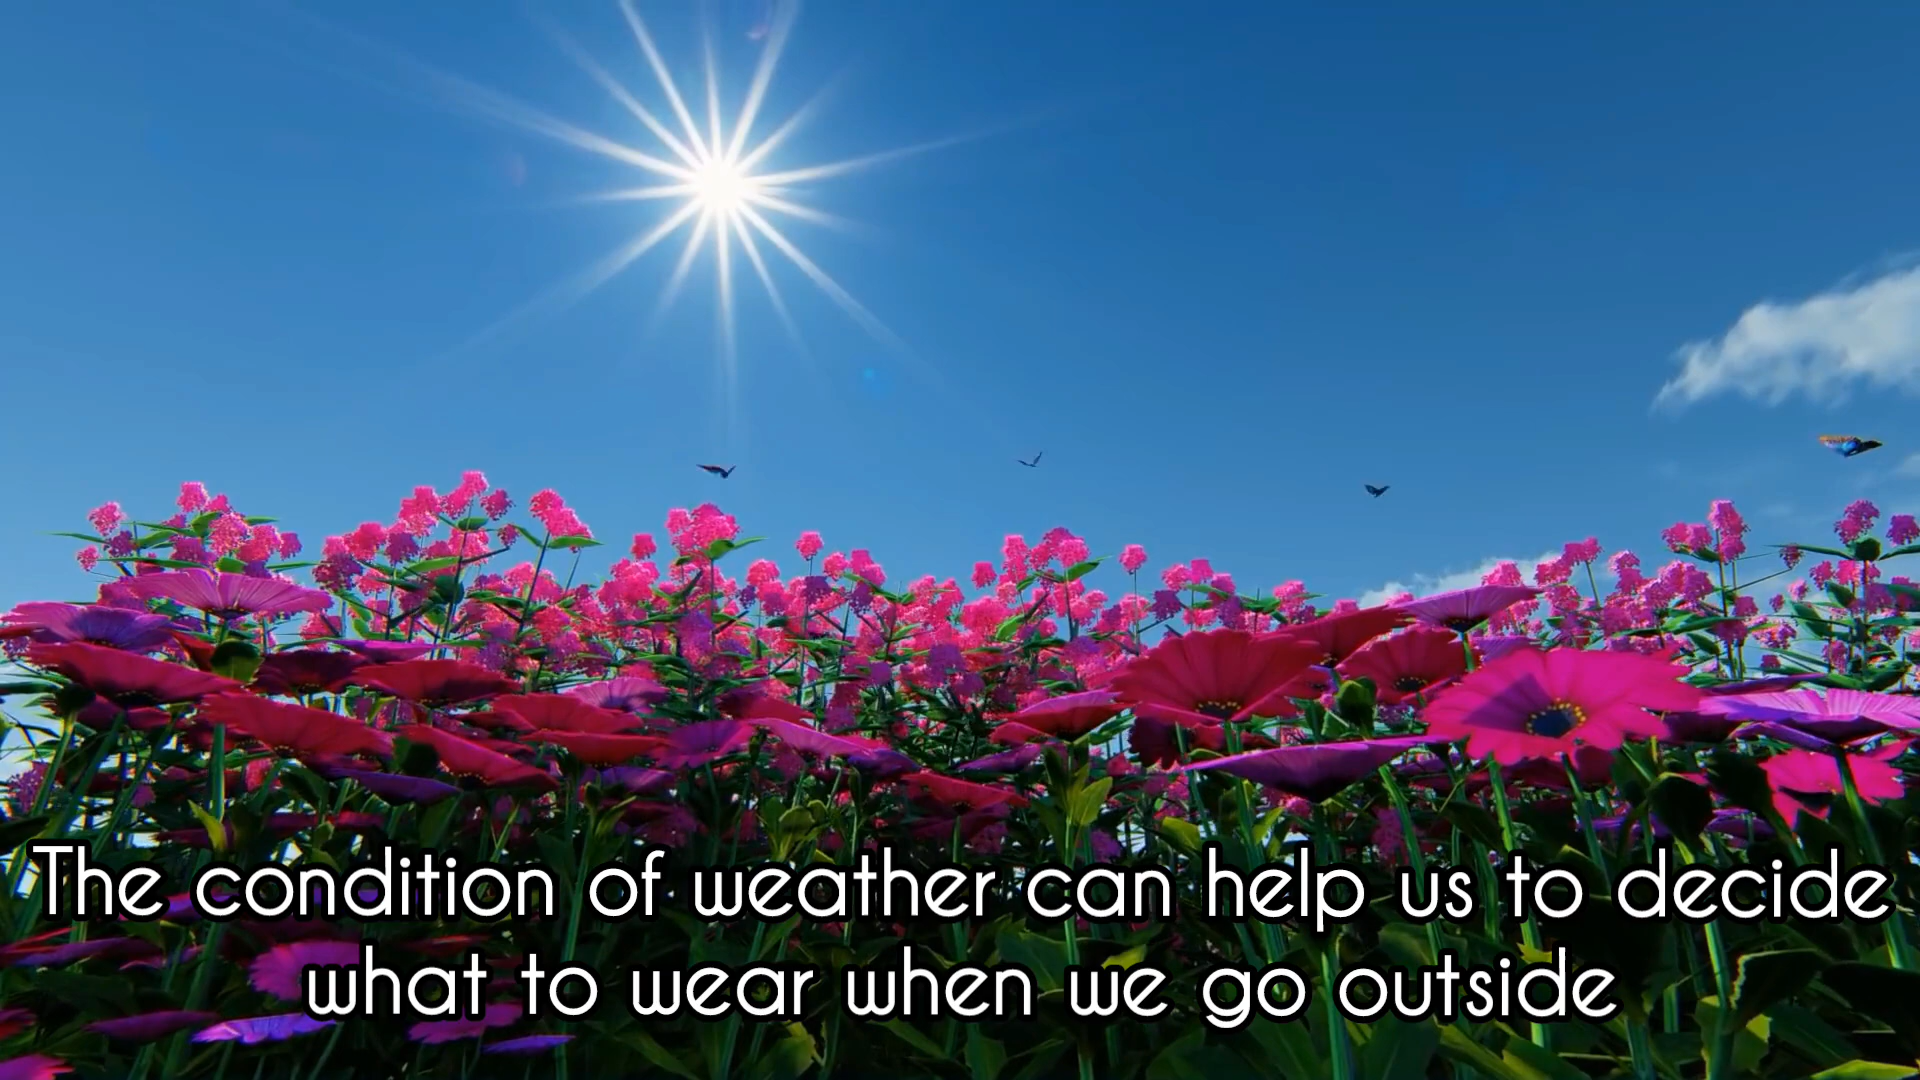 The condition of weather can help us to decide
what to wear when we go outside